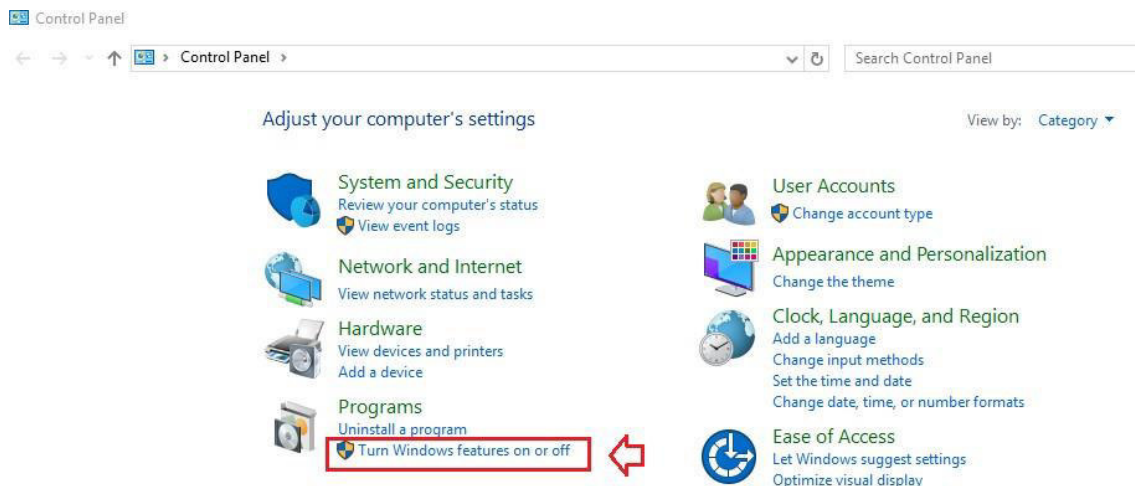 Control Panel
Control Panel
Search Control Panel
Adjust your computer's settings
View by: Category
System and Security
Review your computer's status
View event logs
Network and Internet
View network status and tasks
Hardware
View devices and printers
Add a device
Programs
Uninstall a program
Turn Windows features on or off
User Accounts
Change account type
Appearance and Personalization
Change the theme
Clock, Language, and Region
Add a language
Change input methods
Set the time and date
Change date, time, or number formats
Ease of Access
Let Windows suggest settings
Optimize visual display